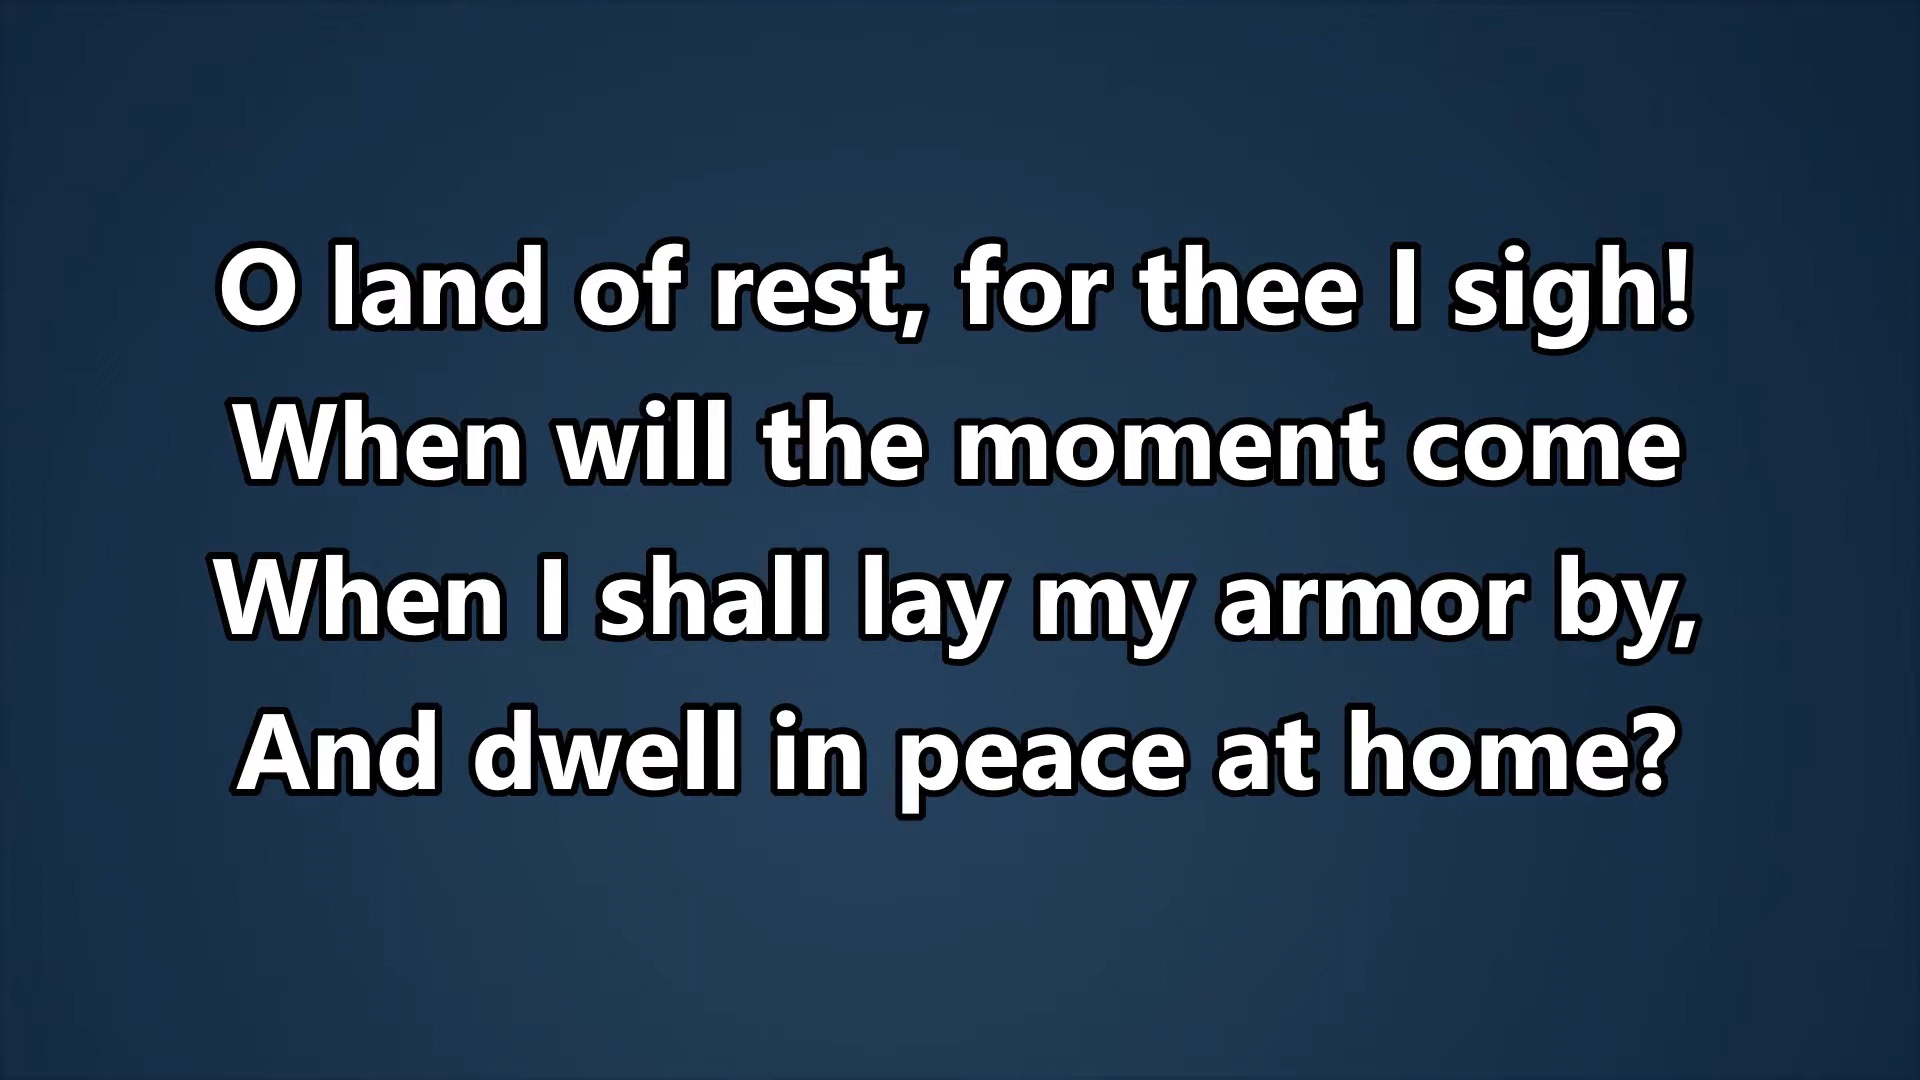 O land of rest, for thee I sigh!
When will the moment come
When I shall lay my armor by,
And dwell in peace at home?